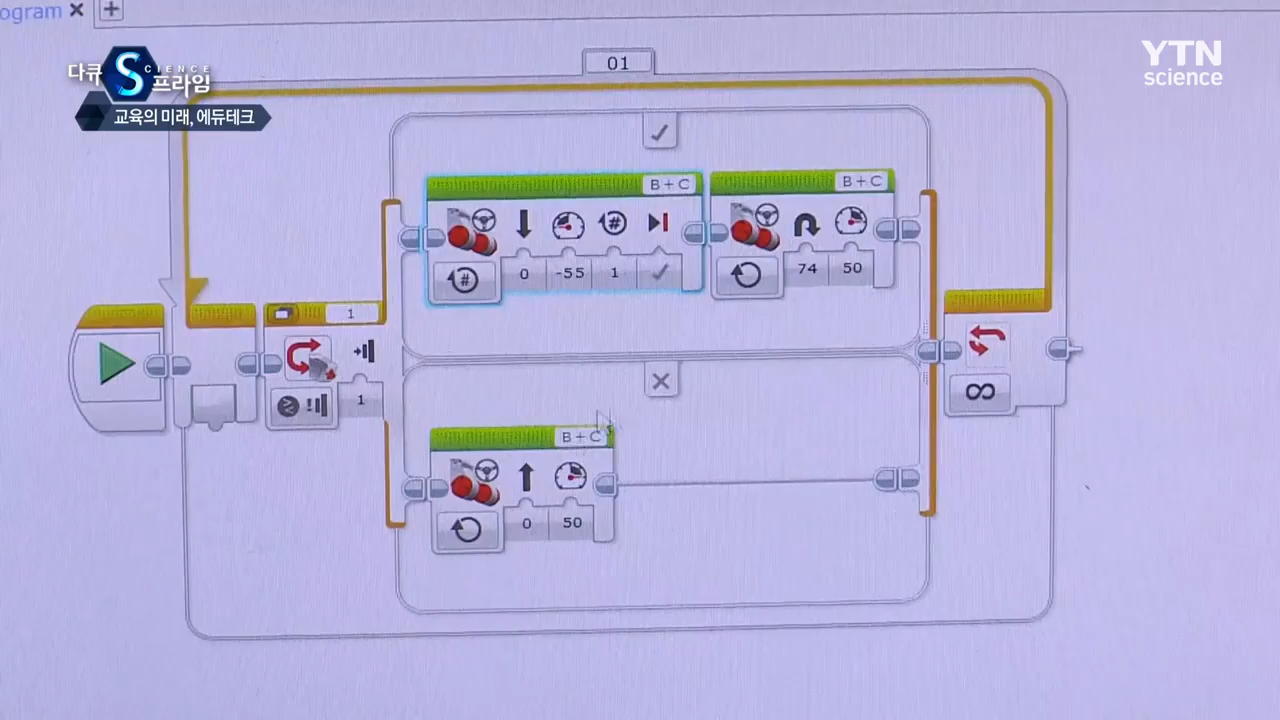 ogram
01
다큐 S프라임
SCIENCE
교육의 미래, 에듀테크
YTN
science
B + C
B + C
#
#
0 -55 1
74 50
1
1
B + C
0 50